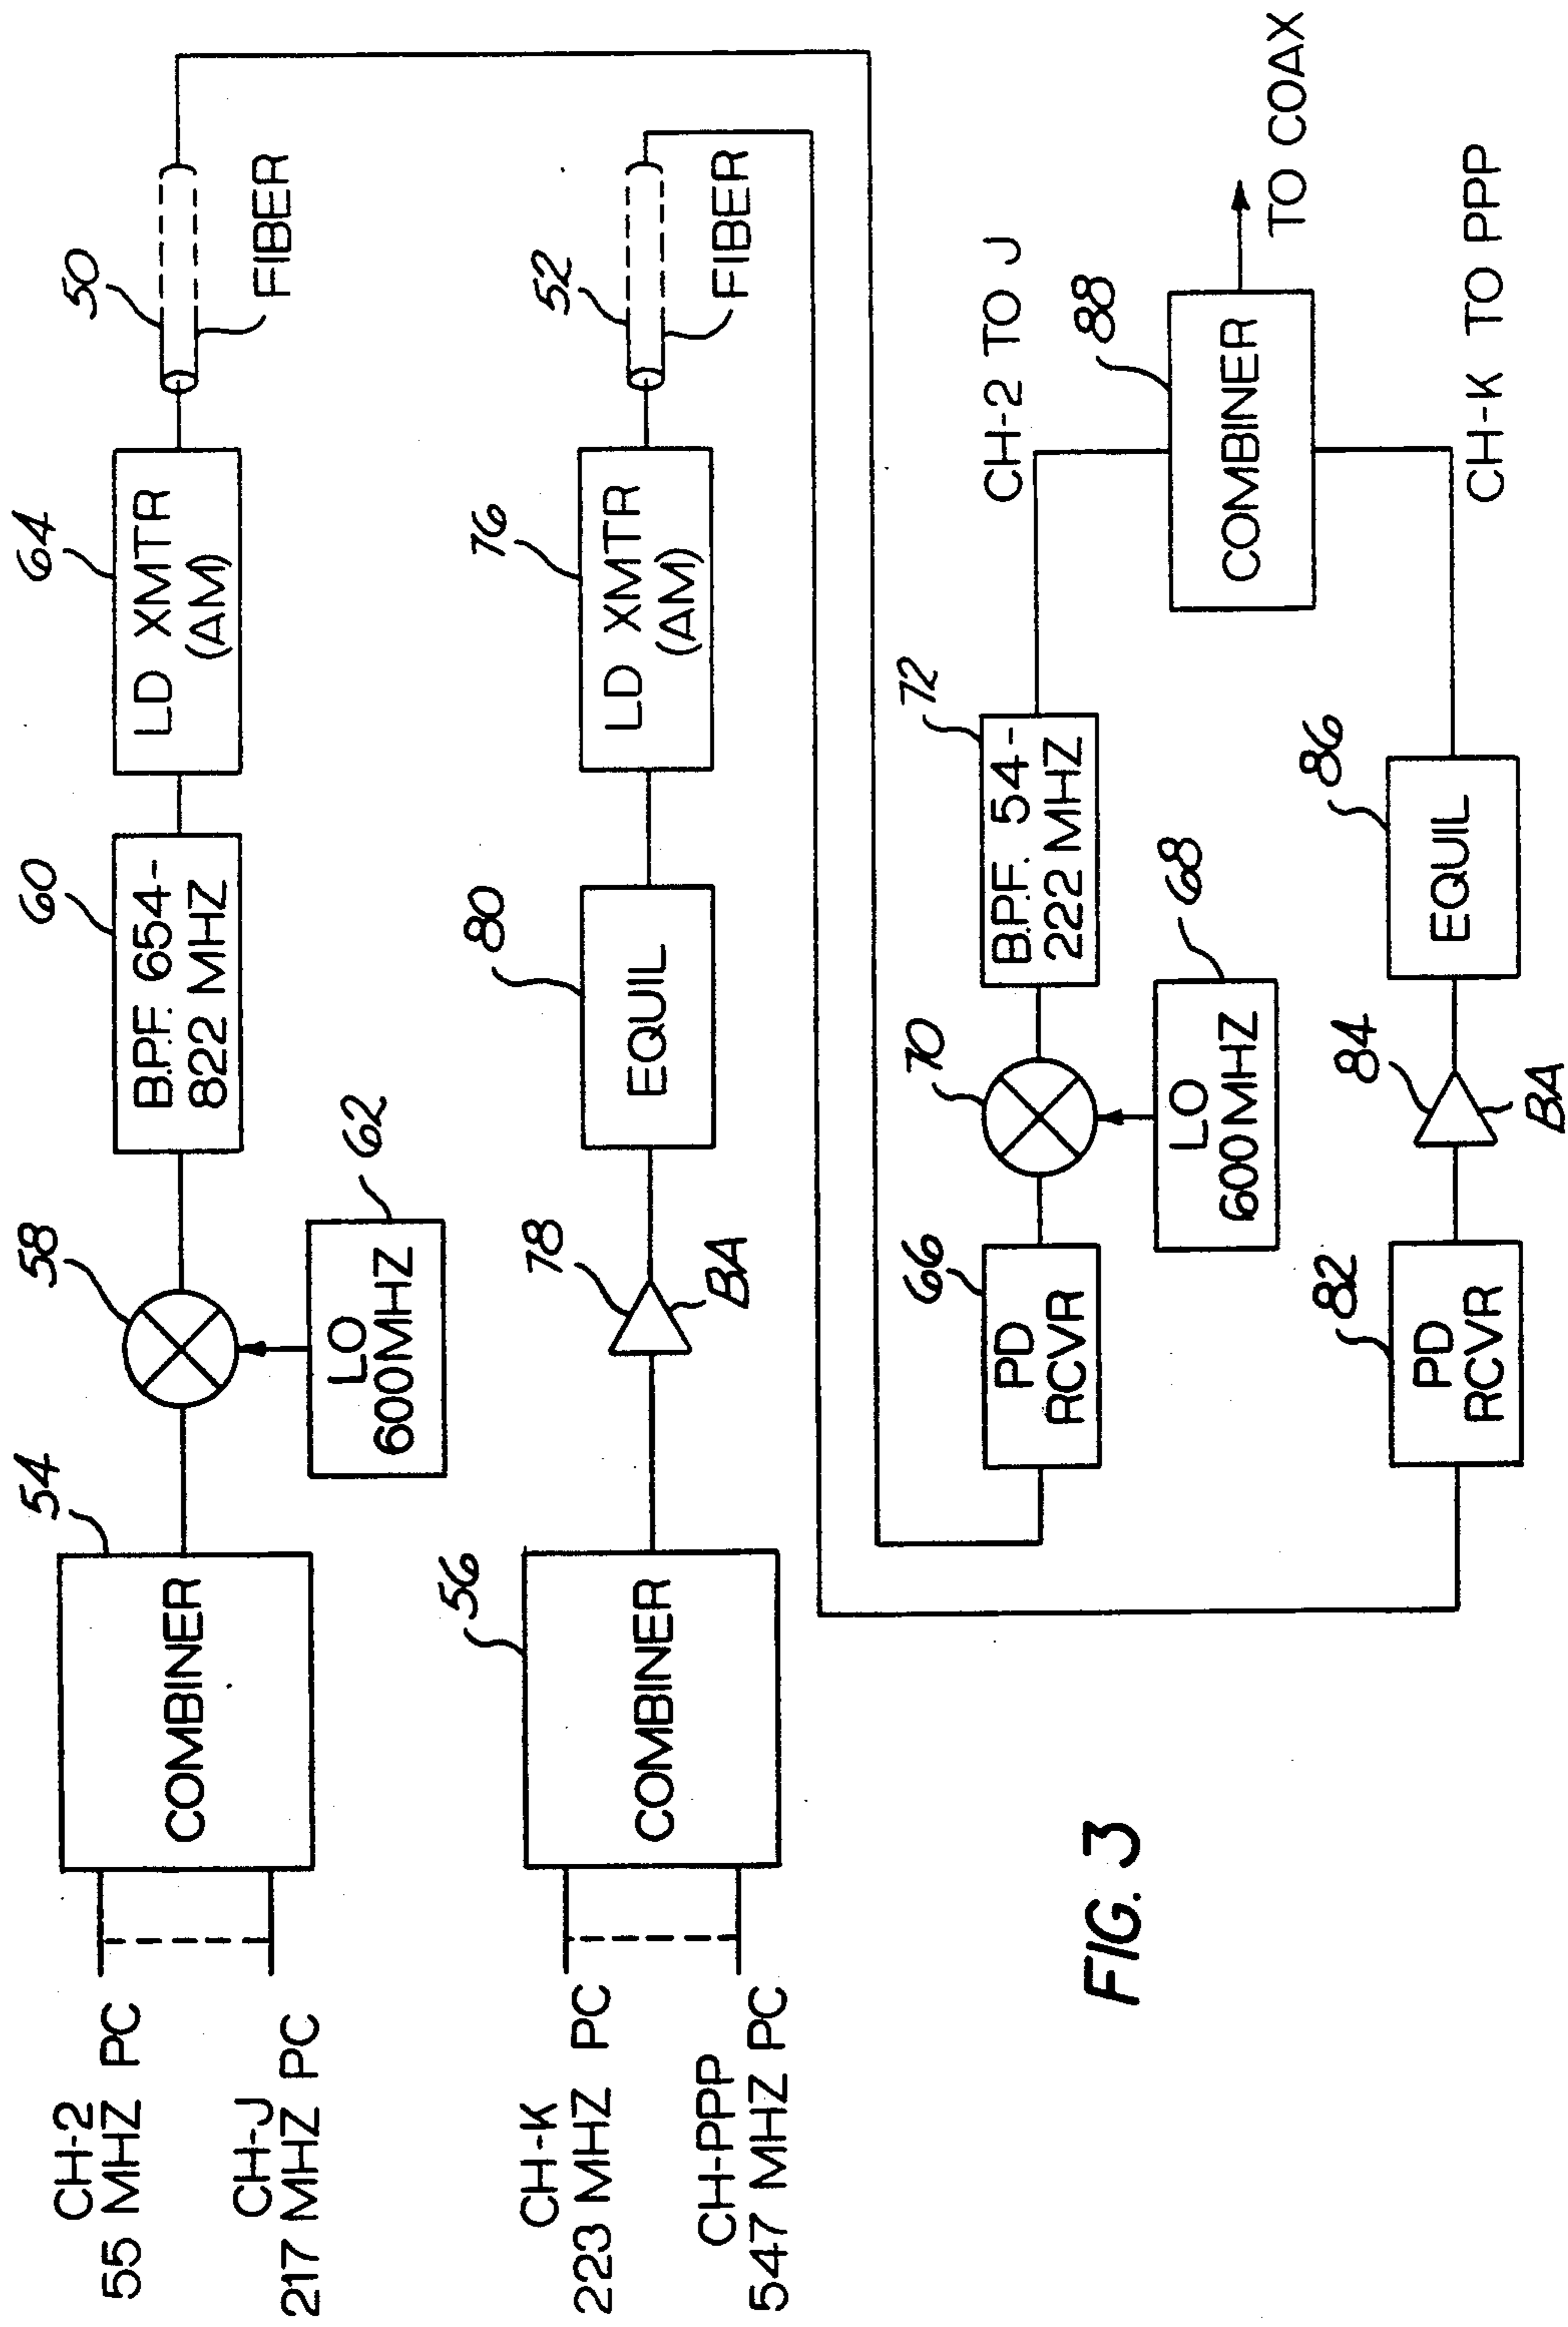 CH-2
55 MHZ PC
CH-J
217 MHZ PC
54
COMBINER
58
LO
600MHZ
62
60
B.P.F. 654-
822 MHZ
64
LD XMTR
(AM)
50
FIBER
CH-K
223 MHZ PC
CH-PPP
547 MHZ PC
56
COMBINER
78
BA
80
EQUIL
76
LD XMTR
(AM)
52
FIBER
66
PD
RCVR
70
LO
600MHZ
68
72
B.P.F. 54-
222 MHZ
CH-2 TO J
82
PD
RCVR
84
BA
86
EQUIL
CH-K TO PPP
88
COMBINER
TO COAX
FIG. 3